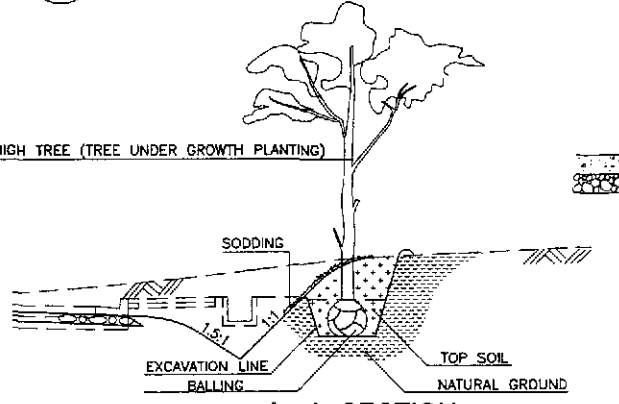 HIGH TREE (TREE UNDER GROWTH PLANTING)
SODDING
1.5:1
1:1
EXCAVATION LINE
TOP SOIL
BALLING
NATURAL GROUND
SECTION